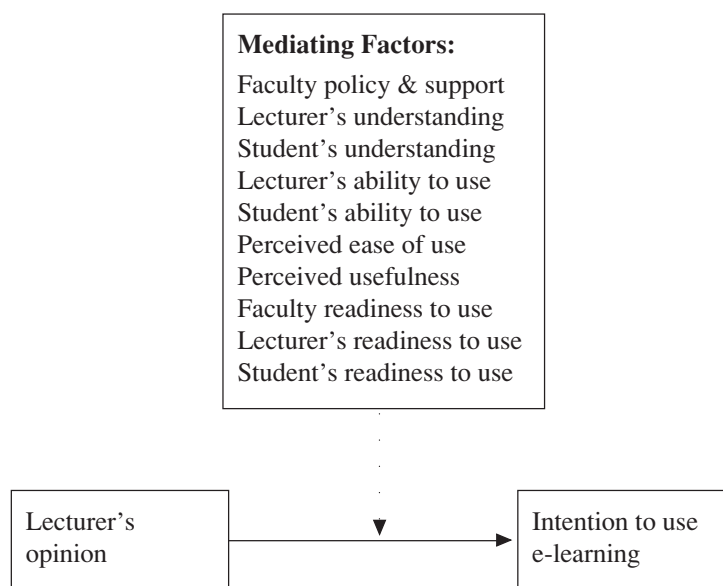 Mediating Factors:
Faculty policy & support
Lecturer’s understanding
Student’s understanding
Lecturer’s ability to use
Student’s ability to use
Perceived ease of use
Perceived usefulness
Faculty readiness to use
Lecturer’s readiness to use
Student’s readiness to use
Lecturer’s
opinion
Intention to use
e-learning